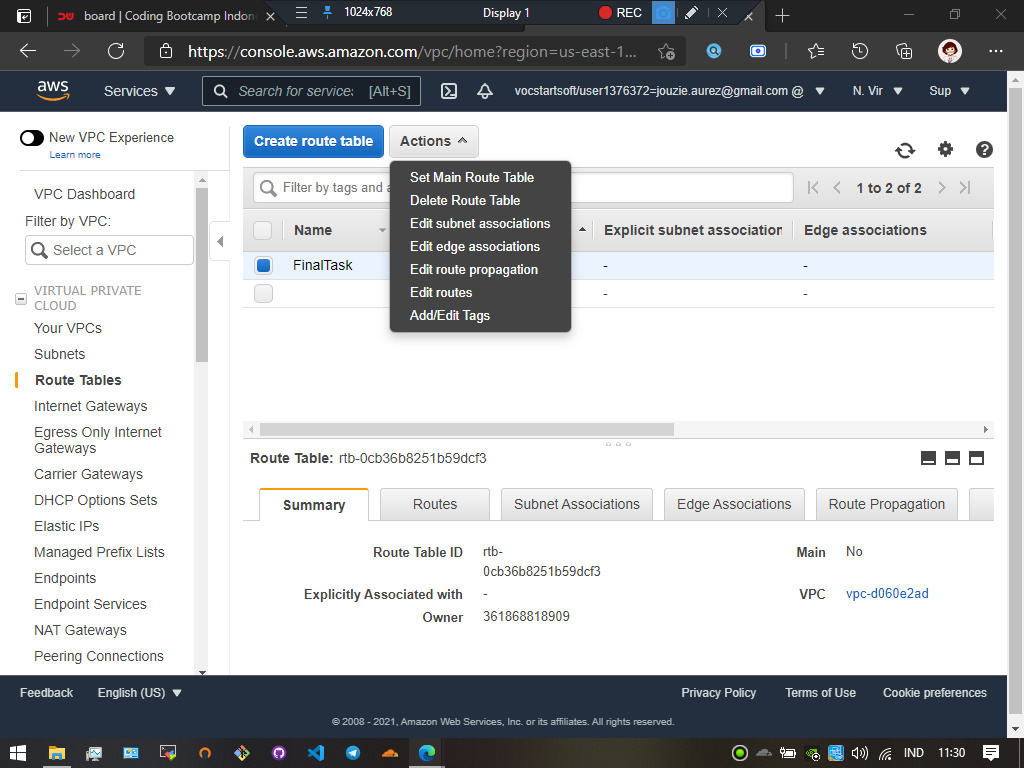 board | Coding Bootcamp Indon
1024x768
Display 1
REC
https://console.aws.amazon.com/vpc/home?region=us-east-1...
aws
Services
Search for service:
[Alt+S]
vocstartsoft/user1376372=jouzie.aurez@gmail.com @
N. Vir
Sup
New VPC Experience
Learn more
VPC Dashboard
Filter by VPC:
Select a VPC
VIRTUAL PRIVATE
CLOUD
Your VPCs
Subnets
Route Tables
Internet Gateways
Egress Only Internet
Gateways
Carrier Gateways
DHCP Options Sets
Elastic IPs
Managed Prefix Lists
Endpoints
Endpoint Services
NAT Gateways
Peering Connections
Create route table
Actions
Set Main Route Table
Delete Route Table
Edit subnet associations
Edit edge associations
Edit route propagation
Edit routes
Add/Edit Tags
Filter by tags and a
1 to 2 of 2
Name
Explicit subnet association
Edge associations
FinalTask
-
-
-
-
Route Table: rtb-0cb36b8251b59dcf3
Summary
Routes
Subnet Associations
Edge Associations
Route Propagation
Route Table ID
rtb-
0cb36b8251b59dcf3
Main
No
Explicitly Associated with
-
VPC
vpc-d060e2ad
Owner
361868818909
Feedback
English (US)
Privacy Policy
Terms of Use
Cookie preferences
© 2008 - 2021, Amazon Web Services, Inc. or its affiliates. All rights reserved.
IND
11:30